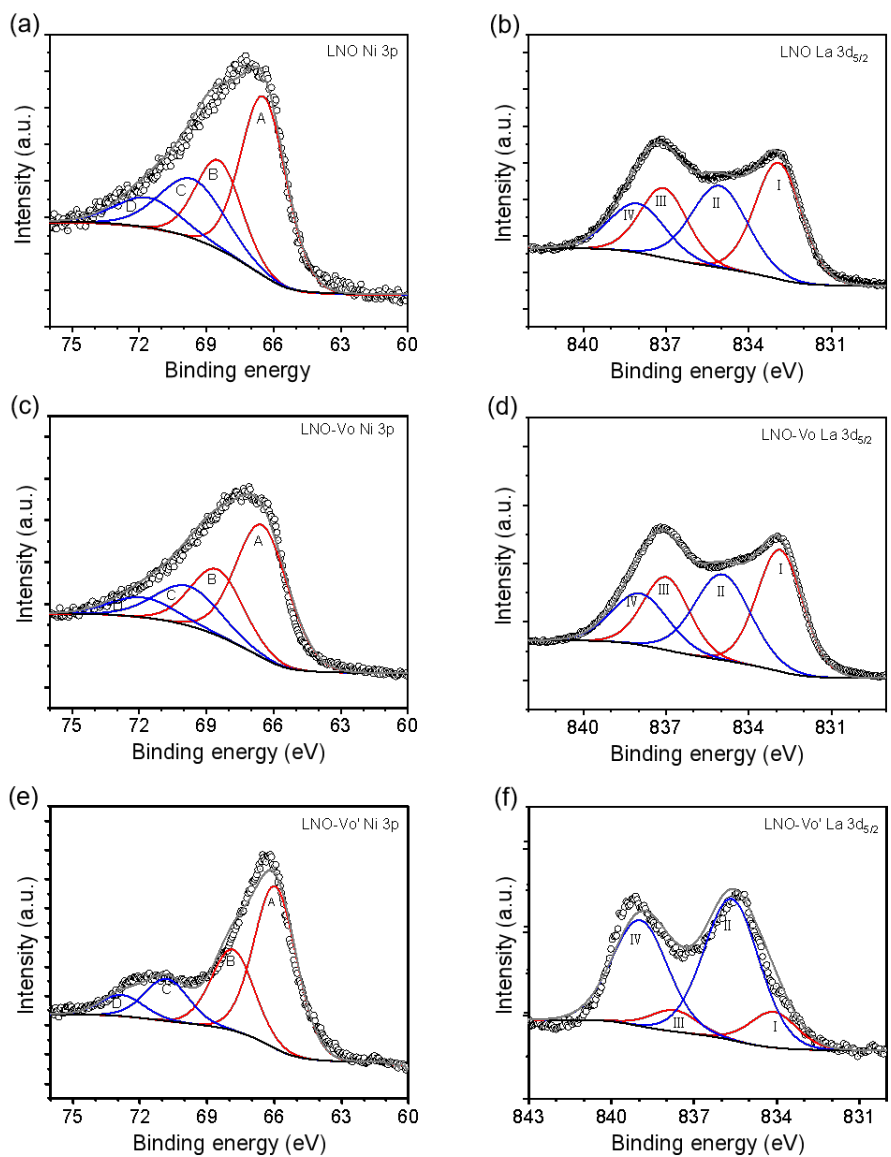 (a)
LNO Ni 3p
A
B
C
D
Intensity (a.u.)
75 72 69 66 63 60
Binding energy
(b)
LNO La 3d5/2
I
II
III
IV
Intensity (a.u.)
840 837 834 831
Binding energy (eV)
(c)
LNO-Vo Ni 3p
A
B
C
D
Intensity (a.u.)
75 72 69 66 63 60
Binding energy (eV)
(d)
LNO-Vo La 3d5/2
I
II
III
IV
Intensity (a.u.)
840 837 834 831
Binding energy (eV)
(e)
LNO-Vo' Ni 3p
A
B
C
D
Intensity (a.u.)
75 72 69 66 63 60
Binding energy (eV)
(f)
LNO-Vo' La 3d5/2
IV
II
III
I
Intensity (a.u.)
843 840 837 834 831
Binding energy (eV)